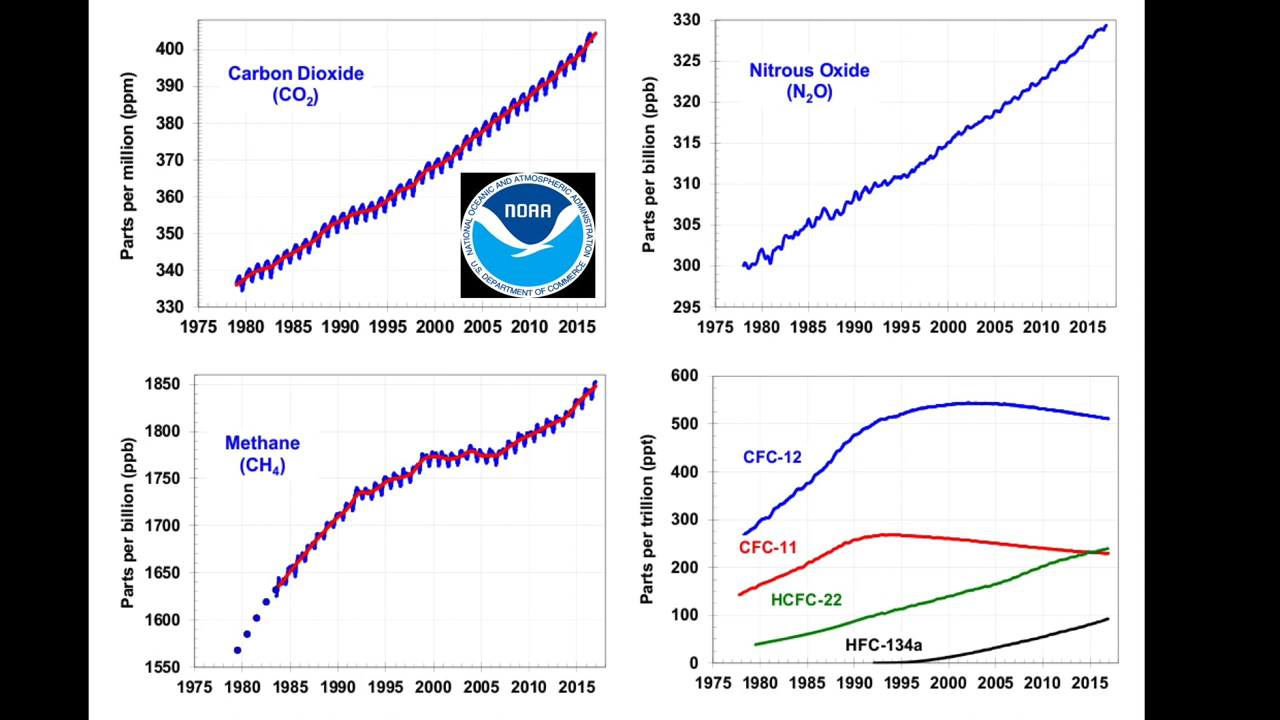 400
390
380
370
360
350
340
330
Parts per million (ppm)
Carbon Dioxide
(CO₂)
NATIONAL OCEANIC AND ATMOSPHERIC ADMINISTRATION
NOAA
U.S. DEPARTMENT OF COMMERCE
1975 1980 1985 1990 1995 2000 2005 2010 2015
330
325
320
315
310
305
300
295
Parts per billion (ppb)
Nitrous Oxide
(N₂O)
1975 1980 1985 1990 1995 2000 2005 2010 2015
1850
1800
1750
1700
1650
1600
1550
Parts per billion (ppb)
Methane
(CH₄)
1975 1980 1985 1990 1995 2000 2005 2010 2015
600
500
400
300
200
100
0
Parts per trillion (ppt)
CFC-12
CFC-11
HCFC-22
HFC-134a
1975 1980 1985 1990 1995 2000 2005 2010 2015